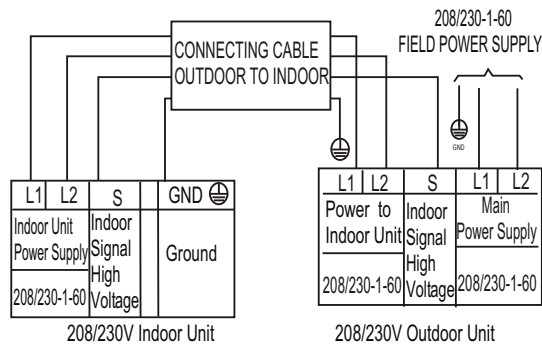 208/230-1-60
FIELD POWER SUPPLY
CONNECTING CABLE
OUTDOOR TO INDOOR
GND
L1 L2 S GND
Indoor Unit
Power Supply
208/230-1-60
Indoor
Signal
High
Voltage
Ground
208/230V Indoor Unit
L1 L2 S L1 L2
Power to
Indoor Unit
208/230-1-60
Indoor
Signal
High
Voltage
Main
Power Supply
208/230-1-60
208/230V Outdoor Unit